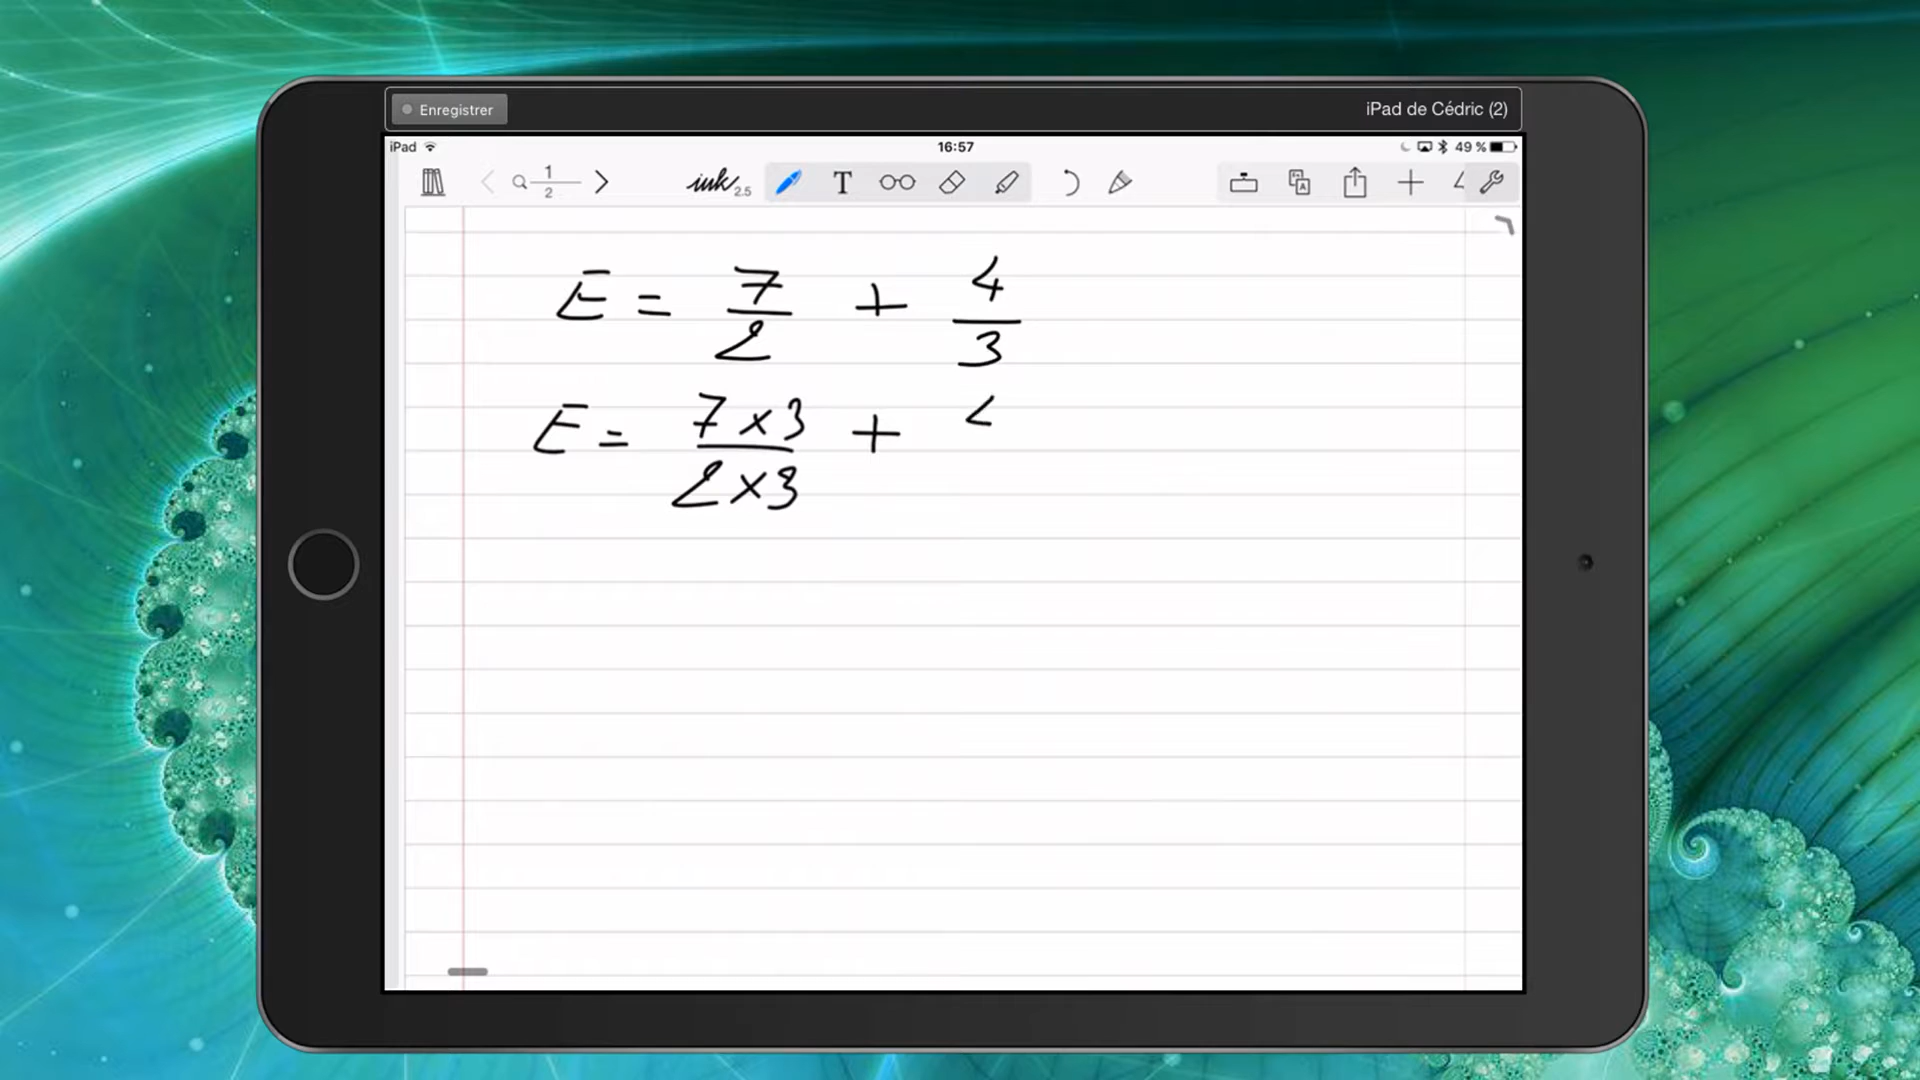 Enregistrer
iPad de Cédric (2)
iPad 16:57 49 %
1
2
ink 2.5 T
E = 7/2 + 4/3
E = 7 × 3 / 2 × 3 +